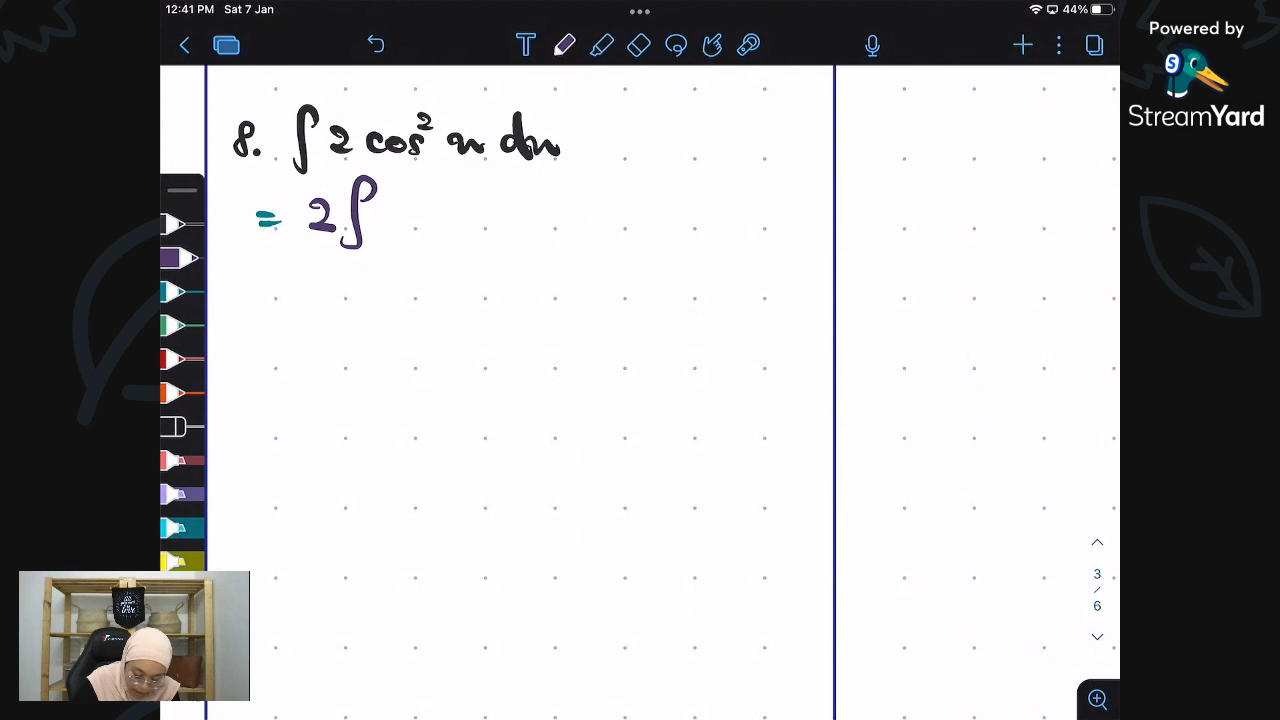 12:41 PM Sat 7 Jan
44%
Powered by
StreamYard
T
8. ∫ 2 cos² x dx
= 2 ∫
3
/
6